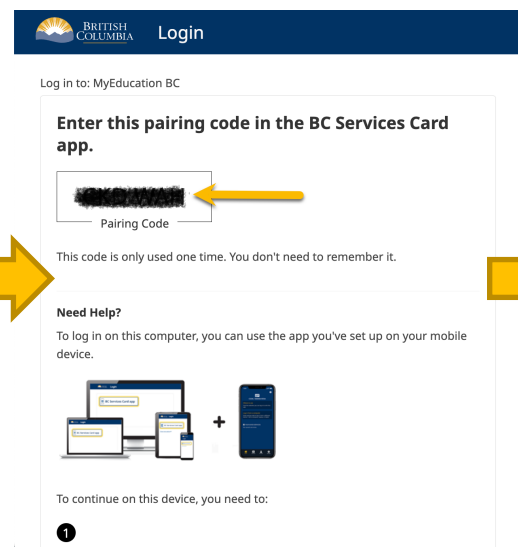 BRITISH
COLUMBIA
Login
Log in to: MyEducation BC
Enter this pairing code in the BC Services Card
app.
Pairing Code
This code is only used one time. You don't need to remember it.
Need Help?
To log in on this computer, you can use the app you've set up on your mobile
device.
To continue on this device, you need to:
1